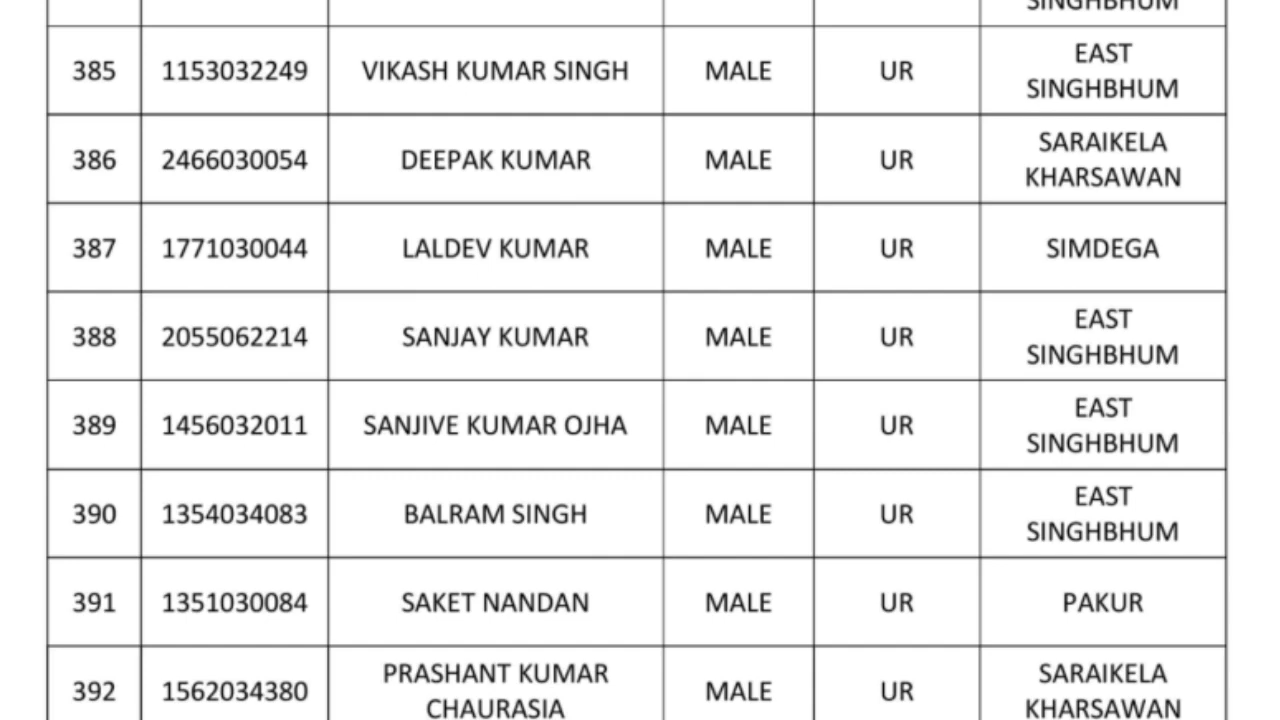 SINGHBHUM
385 1153032249 VIKASH KUMAR SINGH MALE UR EAST SINGHBHUM
386 2466030054 DEEPAK KUMAR MALE UR SARAIKELA KHARSAWAN
387 1771030044 LALDEV KUMAR MALE UR SIMDEGA
388 2055062214 SANJAY KUMAR MALE UR EAST SINGHBHUM
389 1456032011 SANJIVE KUMAR OJHA MALE UR EAST SINGHBHUM
390 1354034083 BALRAM SINGH MALE UR EAST SINGHBHUM
391 1351030084 SAKET NANDAN MALE UR PAKUR
392 1562034380 PRASHANT KUMAR CHAURASIA MALE UR SARAIKELA KHARSAWAN